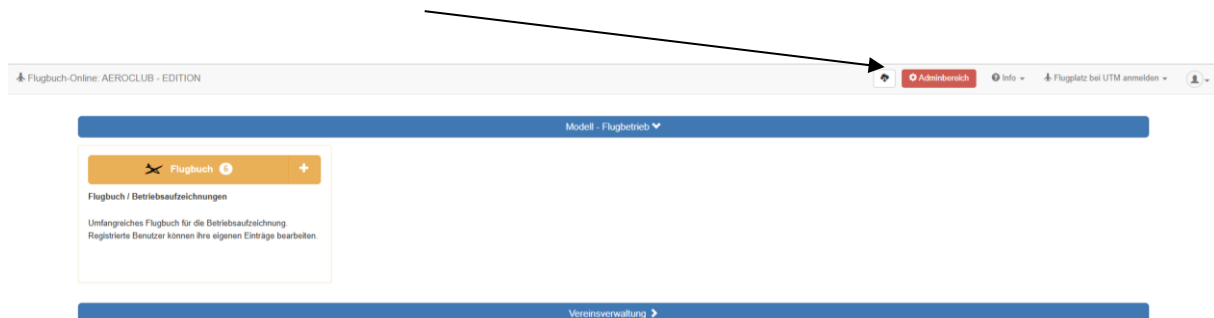 Flugbuch-Online: AEROCLUB - EDITION
Adminbereich
Info
Flugplatz bei UTM anmelden
Modell - Flugbetrieb
Flugbuch 6
Flugbuch / Betriebsaufzeichnungen
Umfangreiches Flugbuch für die Betriebsaufzeichnung.
Registrierte Benutzer können ihre eigenen Einträge bearbeiten.
Vereinsverwaltung